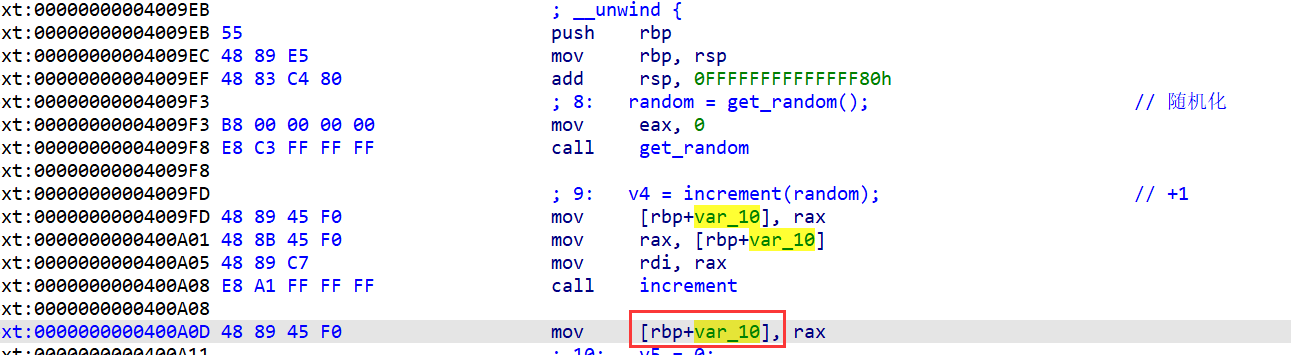 xt:00000000004009EB ; __unwind {
xt:00000000004009EB 55 push rbp
xt:00000000004009EC 48 89 E5 mov rbp, rsp
xt:00000000004009EF 48 83 C4 80 add rsp, 0FFFFFFFFFFFFFF80h
xt:00000000004009F3 ; 8: random = get_random(); // 随机化
xt:00000000004009F3 B8 00 00 00 00 mov eax, 0
xt:00000000004009F8 E8 C3 FF FF FF call get_random
xt:00000000004009F8
xt:00000000004009FD ; 9: v4 = increment(random); // +1
xt:00000000004009FD 48 89 45 F0 mov [rbp+var_10], rax
xt:0000000000400A01 48 8B 45 F0 mov rax, [rbp+var_10]
xt:0000000000400A05 48 89 C7 mov rdi, rax
xt:0000000000400A08 E8 A1 FF FF FF call increment
xt:0000000000400A08
xt:0000000000400A0D 48 89 45 F0 mov [rbp+var_10], rax
xt:0000000000400A11 ; 10: v5 = 0;